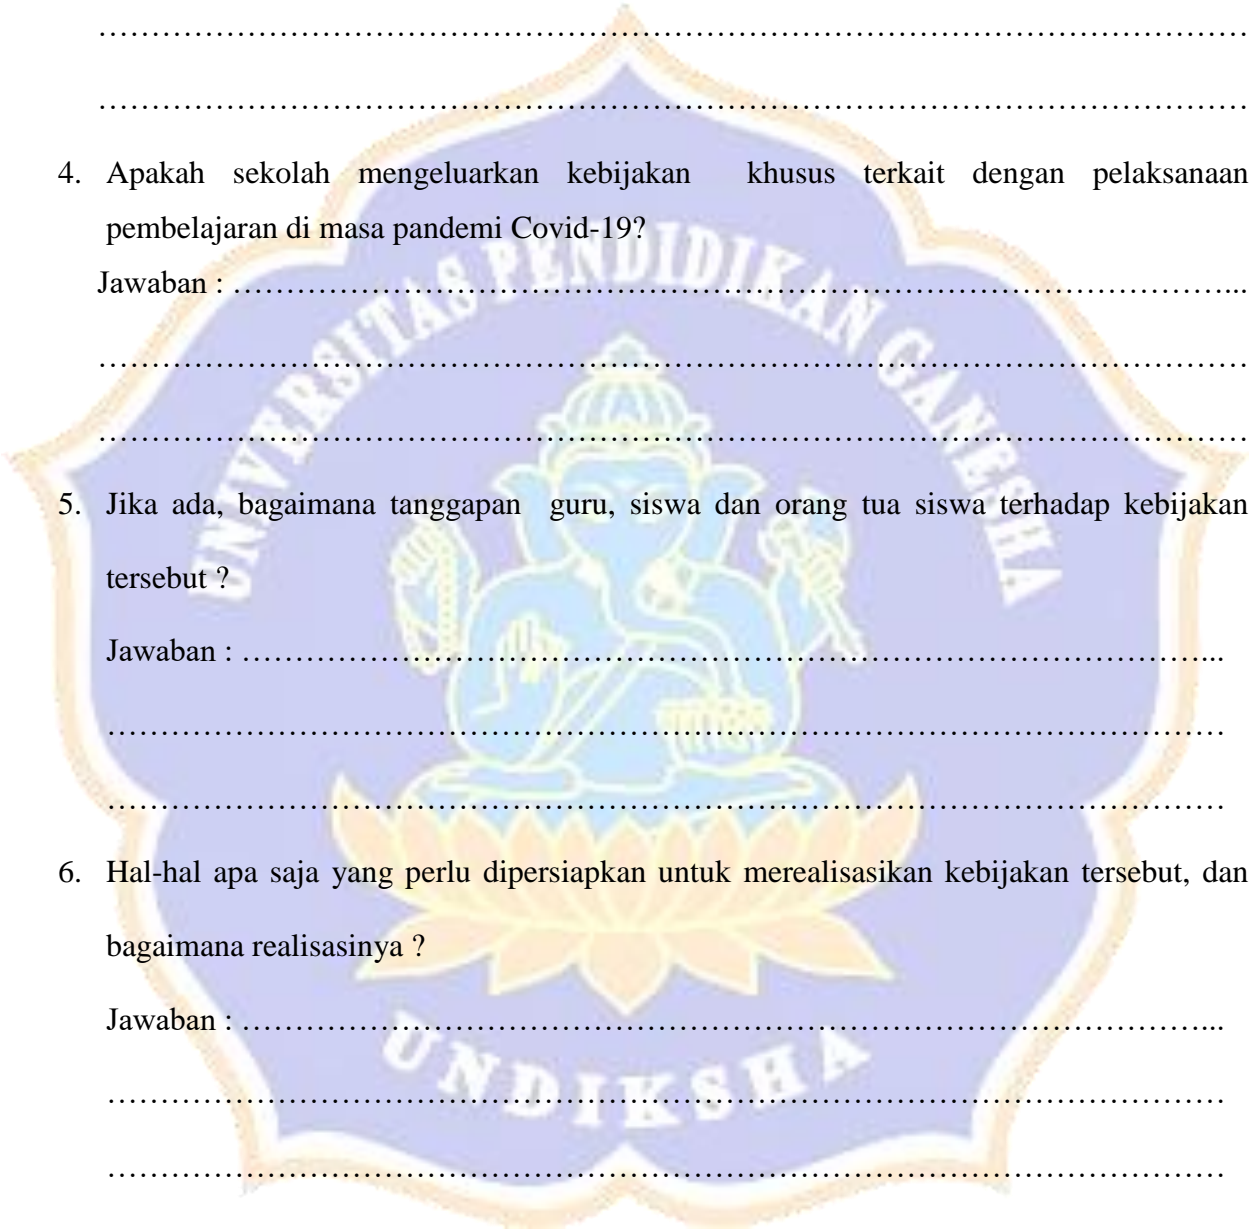 ……………………………………………………………………………………………
……………………………………………………………………………………………
4. Apakah sekolah mengeluarkan kebijakan khusus terkait dengan pelaksanaan
pembelajaran di masa pandemi Covid-19?
Jawaban : ………………………………………………………………………………...
……………………………………………………………………………………………
……………………………………………………………………………………………
5. Jika ada, bagaimana tanggapan guru, siswa dan orang tua siswa terhadap kebijakan
tersebut ?
Jawaban : ………………………………………………………………………………...
…………………………………………………………………………………………
…………………………………………………………………………………………
6. Hal-hal apa saja yang perlu dipersiapkan untuk merealisasikan kebijakan tersebut, dan
bagaimana realisasinya ?
Jawaban : ………………………………………………………………………………...
…………………………………………………………………………………………
…………………………………………………………………………………………
UNIVERSITAS PENDIDIKAN GANESHA
UNDIKSHA